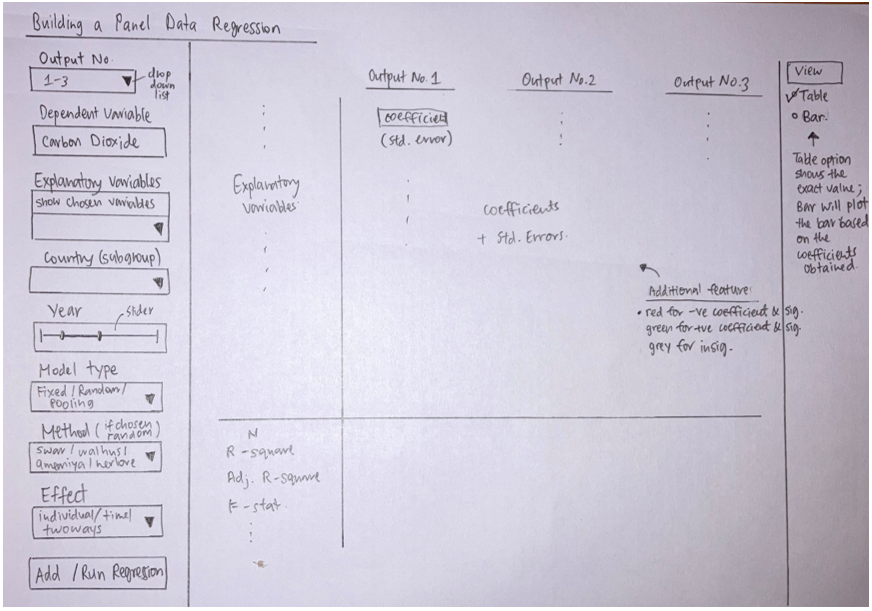 Building a Panel Data Regression
Output No.
1-3
drop
down
list
Dependent Variable
Carbon Dioxide
Explanatory Variables
show chosen variables
Country (subgroup)
Year
slider
Model type
Fixed / Random /
Pooling
Method (if chosen
random)
swar / walhus /
amemiya / nerlove
Effect
individual / time /
twoways
Add / Run Regression
Explanatory
variables
N
R-square
Adj. R-square
F-stat.
Output No. 1
coefficient
(std. error)
Output No. 2
coefficients
+ Std. Errors.
Output No. 3
Additional feature:
• red for -ve coefficient & sig.
green for +ve coefficient & sig.
grey for insig.
View
Table
Bar.
Table option
shows the
exact value;
Bar will plot
the bar based
on the
coefficients
obtained.